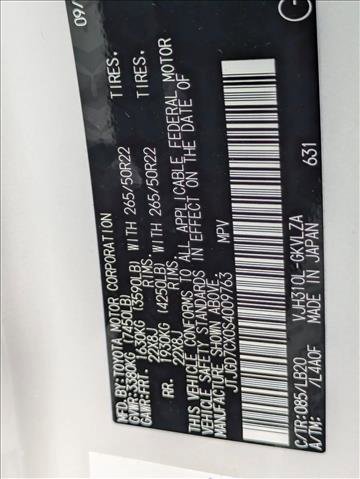 09/
MFD. BY:TOYOTA MOTOR CORPORATION
GVWR:3380KG (7450LB)
GAWR:FRT. 1630KG (3590LB) WITH 265/50R22 TIRES.
22X8J RIMS.
RR. 1930KG (4250LB) WITH 265/50R22 TIRES.
22X8J RIMS.
THIS VEHICLE CONFORMS TO ALL APPLICABLE FEDERAL MOTOR
VEHICLE SAFETY STANDARDS IN EFFECT ON THE DATE OF
MANUFACTURE SHOWN ABOVE.
JTJGD7CX0S4009763 MPV
C/TR:085/LB20 VJH310L-GKVLZA
A/TM: /L4A0F MADE IN JAPAN
631